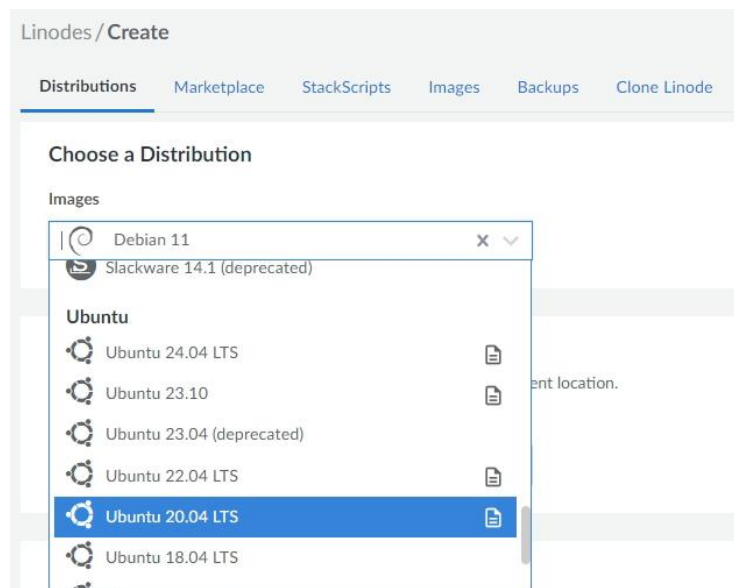 Linodes / Create
Distributions Marketplace StackScripts Images Backups Clone Linode
Choose a Distribution
Images
Debian 11
Slackware 14.1 (deprecated)
Ubuntu
Ubuntu 24.04 LTS
Ubuntu 23.10
ent location.
Ubuntu 23.04 (deprecated)
Ubuntu 22.04 LTS
Ubuntu 20.04 LTS
Ubuntu 18.04 LTS